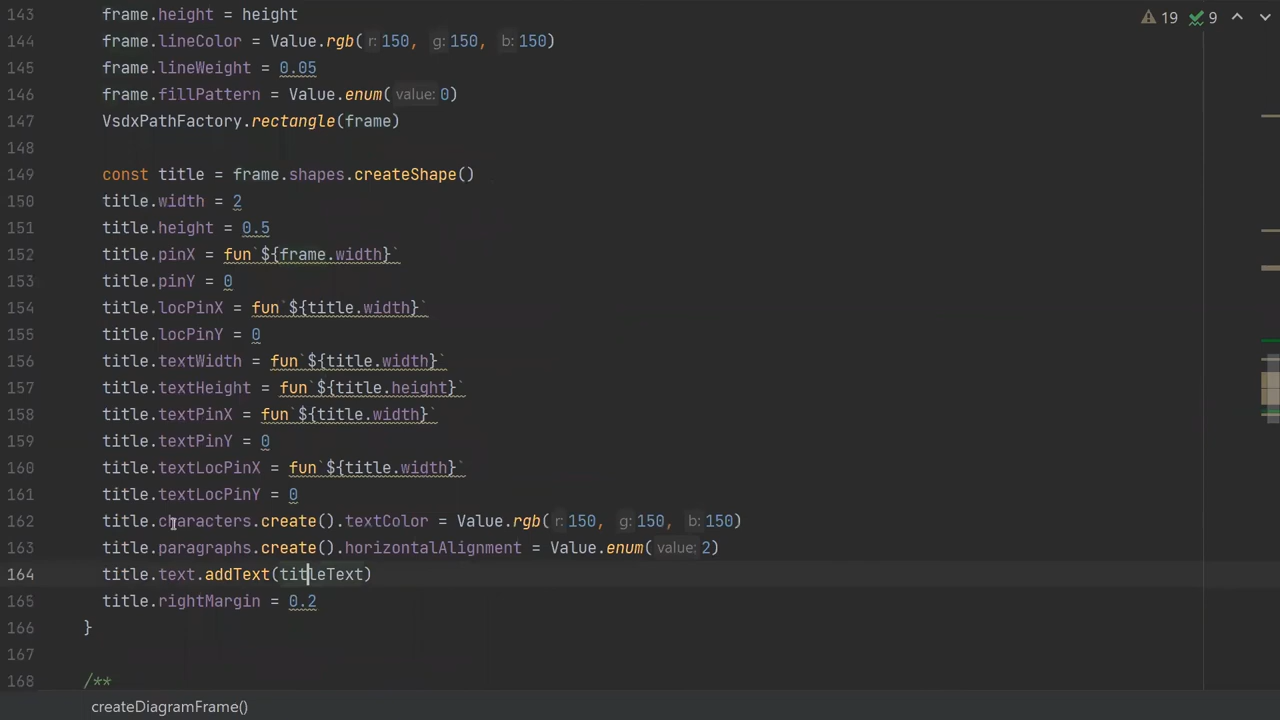 19 9
143 frame.height = height
144 frame.lineColor = Value.rgb( r: 150, g: 150, b: 150)
145 frame.lineWeight = 0.05
146 frame.fillPattern = Value.enum( value: 0)
147 VsdxPathFactory.rectangle(frame)
148
149 const title = frame.shapes.createShape()
150 title.width = 2
151 title.height = 0.5
152 title.pinX = fun`${frame.width}`
153 title.pinY = 0
154 title.locPinX = fun`${title.width}`
155 title.locPinY = 0
156 title.textWidth = fun`${title.width}`
157 title.textHeight = fun`${title.height}`
158 title.textPinX = fun`${title.width}`
159 title.textPinY = 0
160 title.textLocPinX = fun`${title.width}`
161 title.textLocPinY = 0
162 title.characters.create().textColor = Value.rgb( r: 150, g: 150, b: 150)
163 title.paragraphs.create().horizontalAlignment = Value.enum( value: 2)
164 title.text.addText(titleText)
165 title.rightMargin = 0.2
166 }
167
168 /**
createDiagramFrame()